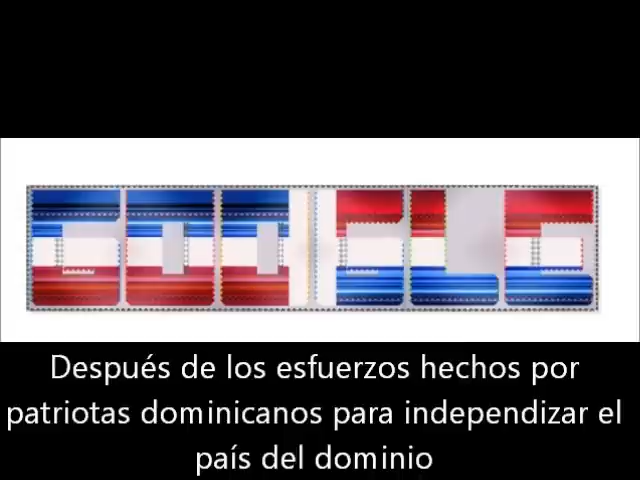 Después de los esfuerzos hechos por
patriotas dominicanos para independizar el
país del dominio